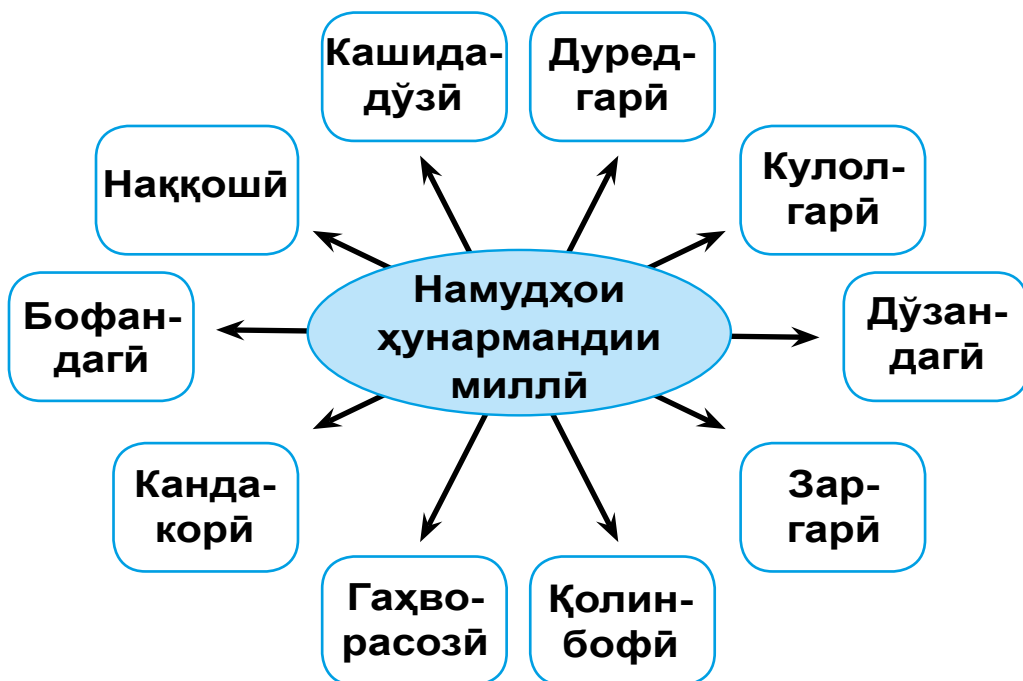 Кашида-
дӯзӣ
Дуред-
гарӣ
Наққошӣ
Кулол-
гарӣ
Бофан-
дагӣ
Намудҳои
ҳунармандии
миллӣ
Дӯзан-
дагӣ
Канда-
корӣ
Зар-
гарӣ
Гаҳво-
расозӣ
Қолин-
бофӣ